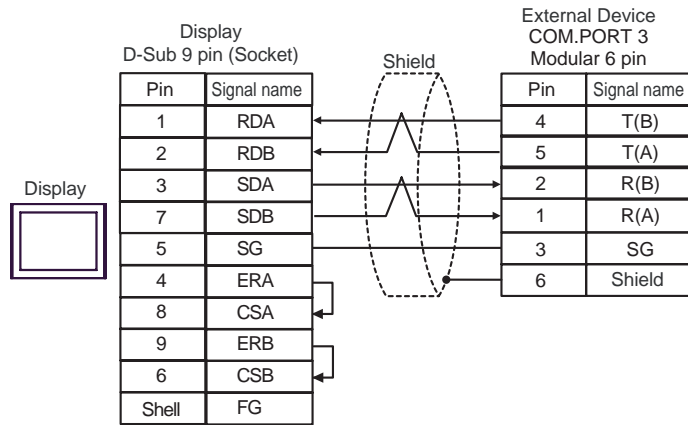 Display
D-Sub 9 pin (Socket)
Shield
External Device
COM.PORT 3
Modular 6 pin
Pin Signal name
Pin Signal name
1 RDA
4 T(B)
2 RDB
5 T(A)
3 SDA
2 R(B)
7 SDB
1 R(A)
5 SG
3 SG
4 ERA
6 Shield
8 CSA
9 ERB
6 CSB
Shell FG
Display